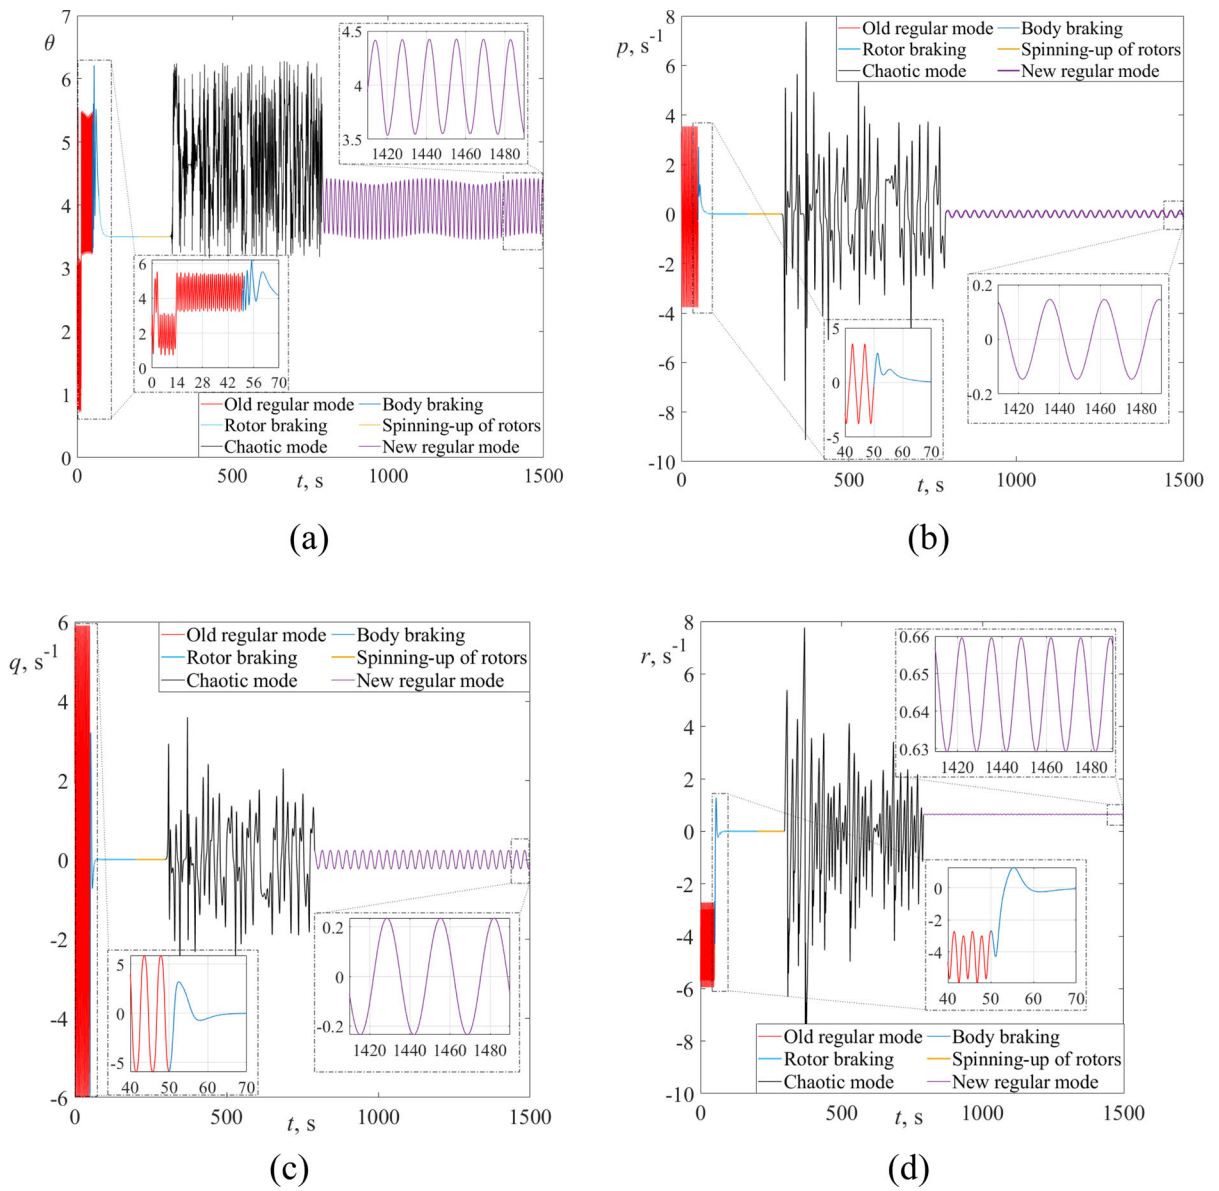 7
θ
6
5
4
3
2
1
0
0
500
1000
1500
t, s
4.5
4
3.5
1420 1440 1460 1480
6
4
2
0
0 14 28 42 56 70
Old regular mode Body braking
Rotor braking Spinning-up of rotors
Chaotic mode New regular mode
(a)
8
p, s-1
6
4
2
0
-2
-4
-6
-8
-10
0
500
1000
1500
t, s
Old regular mode Body braking
Rotor braking Spinning-up of rotors
Chaotic mode New regular mode
5
0
-5
40 50 60 70
0.2
0
-0.2
1420 1440 1460 1480
(b)
6
q, s-1
4
2
0
-2
-4
-6
0
500
1000
1500
t, s
Old regular mode Body braking
Rotor braking Spinning-up of rotors
Chaotic mode New regular mode
5
0
-5
40 50 60 70
0.2
0
-0.2
1420 1440 1460 1480
(c)
8
r, s-1
6
4
2
0
-2
-4
-6
-8
-10
0
500
1000
1500
t, s
0.66
0.65
0.64
0.63
1420 1440 1460 1480
0
-2
-4
40 50 60 70
Old regular mode Body braking
Rotor braking Spinning-up of rotors
Chaotic mode New regular mode
(d)